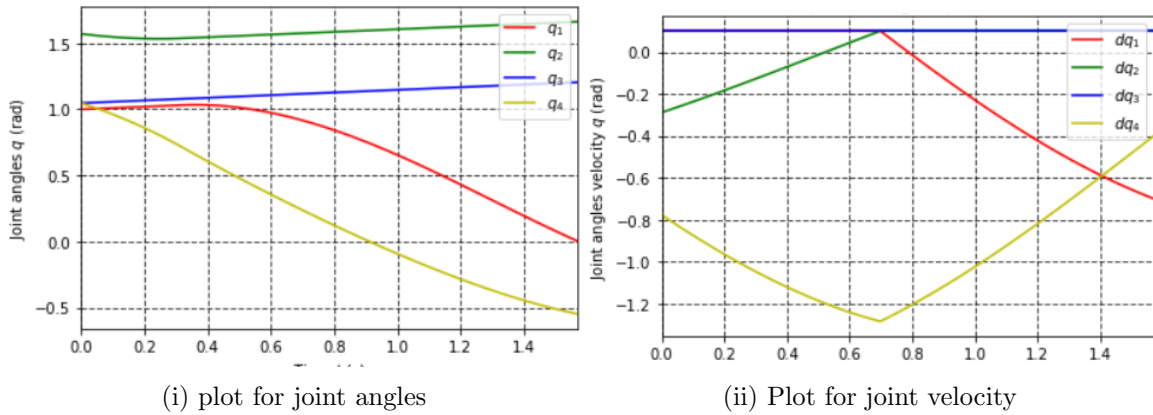 Joint angles q (rad)
1.5
1.0
0.5
0.0
−0.5
0.0 0.2 0.4 0.6 0.8 1.0 1.2 1.4
q1
q2
q3
q4
(i) plot for joint angles
Joint angles velocity q (rad)
0.0
−0.2
−0.4
−0.6
−0.8
−1.0
−1.2
0.0 0.2 0.4 0.6 0.8 1.0 1.2 1.4
dq1
dq2
dq3
dq4
(ii) Plot for joint velocity